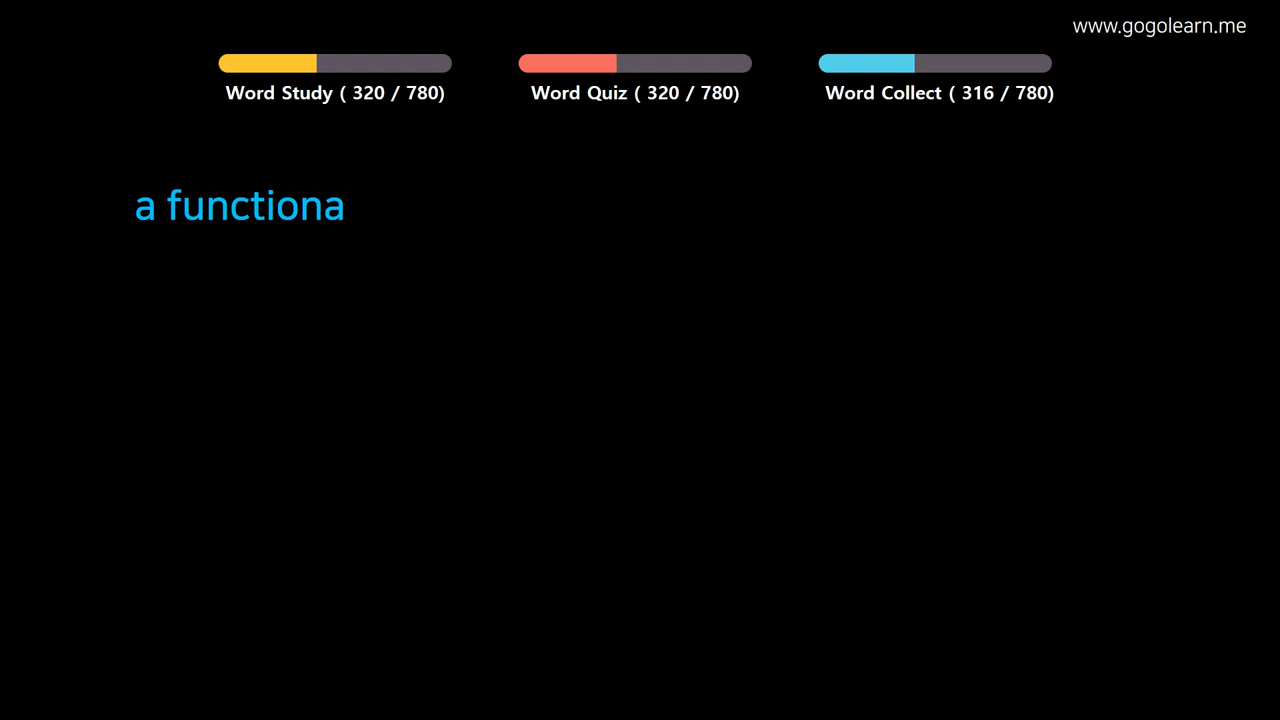 www.gogolearn.me
Word Study ( 320 / 780)
Word Quiz ( 320 / 780)
Word Collect ( 316 / 780)
a functiona